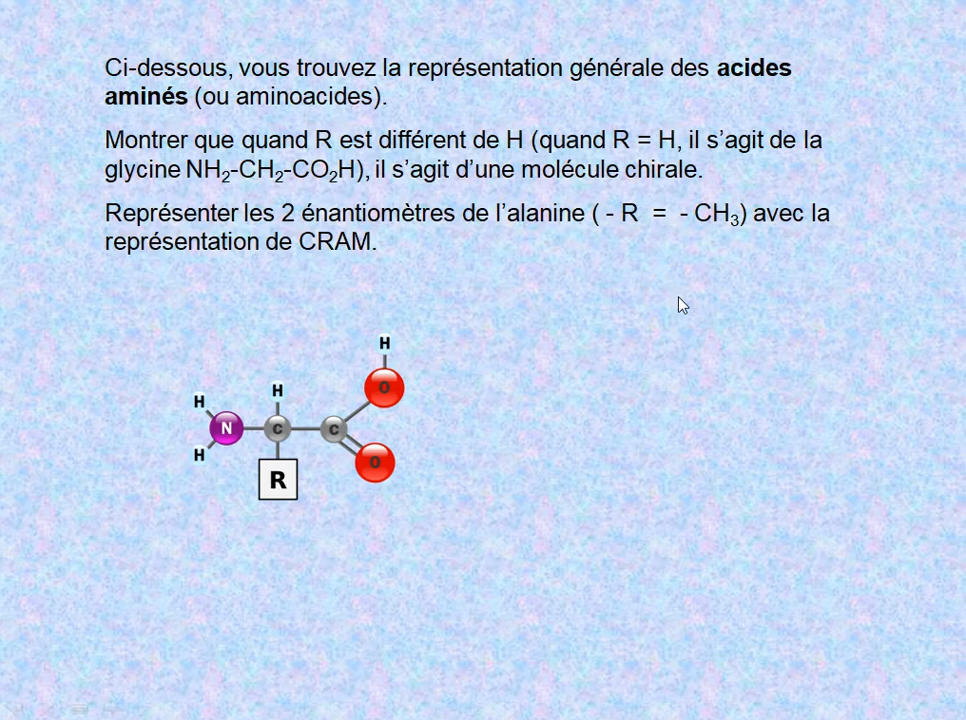 Ci-dessous, vous trouvez la représentation générale des acides
aminés (ou aminoacides).
Montrer que quand R est différent de H (quand R = H, il s’agit de la
glycine NH₂-CH₂-CO₂H), il s’agit d’une molécule chirale.
Représenter les 2 énantiomètres de l’alanine ( - R = - CH₃) avec la
représentation de CRAM.
H
H H O
N C C
H O
R